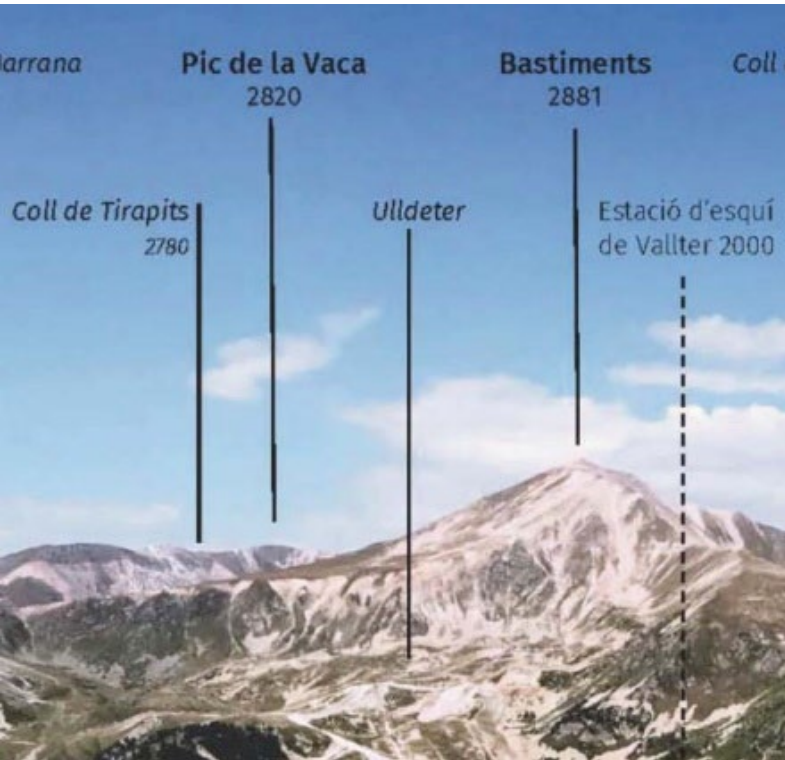 Pic de la Vaca
2820
Bastiments
2881
Coll
Coll de Tirapits
2780
Ulldeter
Estació d'esquí
de Vallter 2000